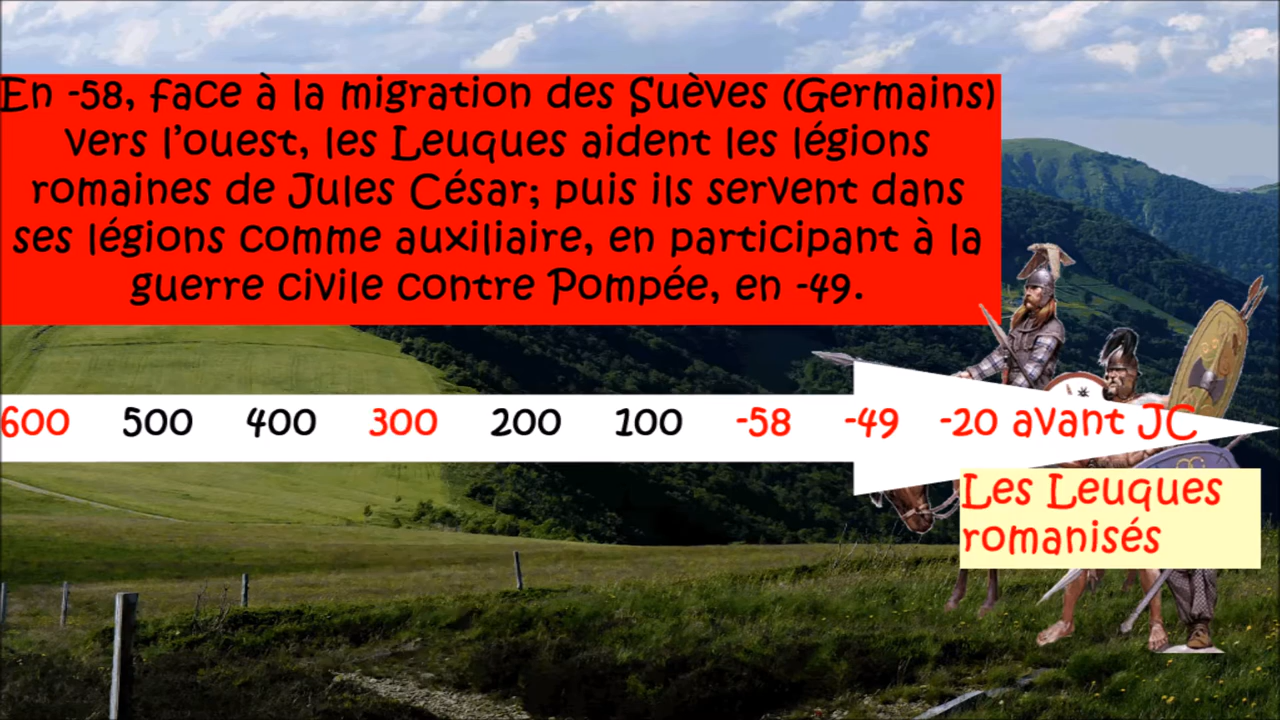 En -58, face à la migration des Suèves (Germains)
vers l’ouest, les Leuques aident les légions
romaines de Jules César; puis ils servent dans
ses légions comme auxiliaire, en participant à la
guerre civile contre Pompée, en -49.
600 500 400 300 200 100 -58 -49 -20 avant JC
Les Leuques
romanisés